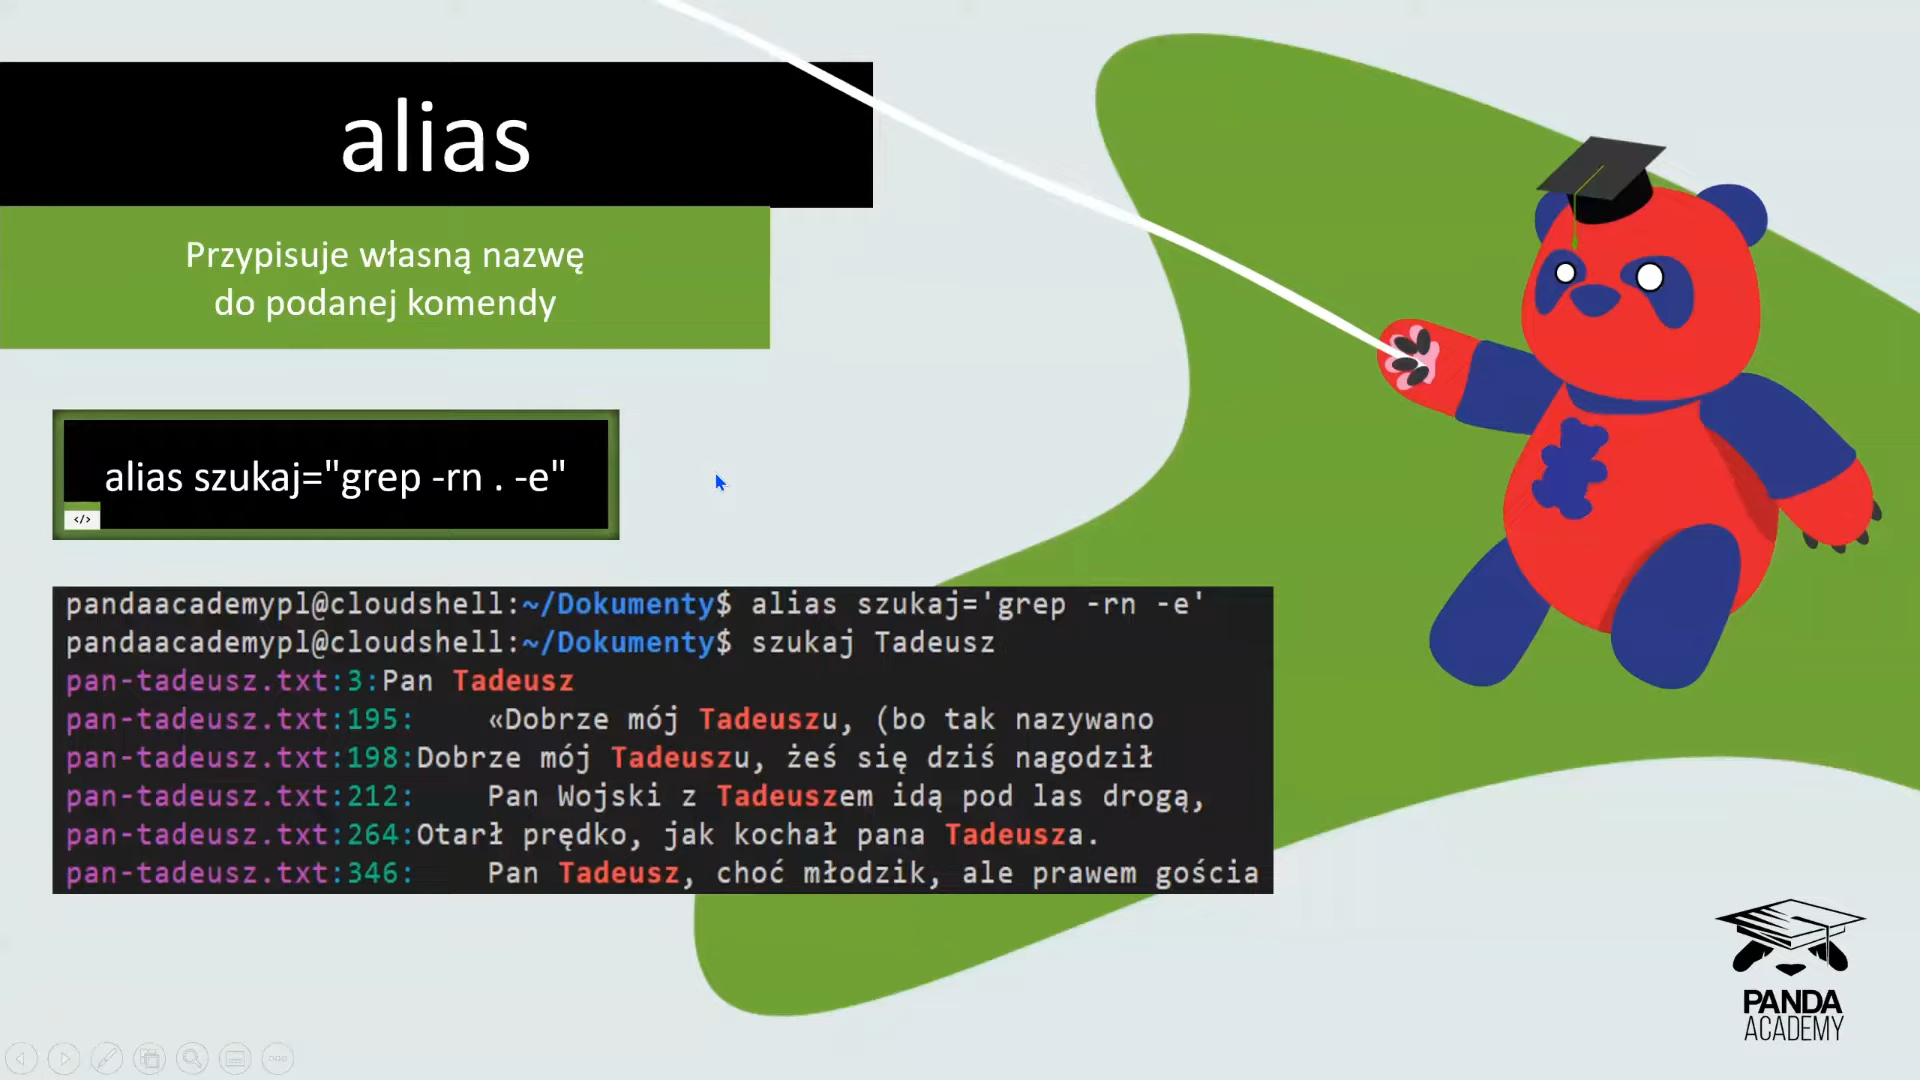 alias
Przypisuje własną nazwę
do podanej komendy
alias szukaj="grep -rn . -e"
</>
pandaacademypl@cloudshell:~/Dokumenty$ alias szukaj='grep -rn -e'
pandaacademypl@cloudshell:~/Dokumenty$ szukaj Tadeusz
pan-tadeusz.txt:3:Pan Tadeusz
pan-tadeusz.txt:195:    «Dobrze mój Tadeuszu, (bo tak nazywano
pan-tadeusz.txt:198:Dobrze mój Tadeuszu, żeś się dziś nagodził
pan-tadeusz.txt:212:    Pan Wojski z Tadeuszem idą pod las drogą,
pan-tadeusz.txt:264:Otarł prędko, jak kochał pana Tadeusza.
pan-tadeusz.txt:346:    Pan Tadeusz, choć młodzik, ale prawem gościa
PANDA
ACADEMY